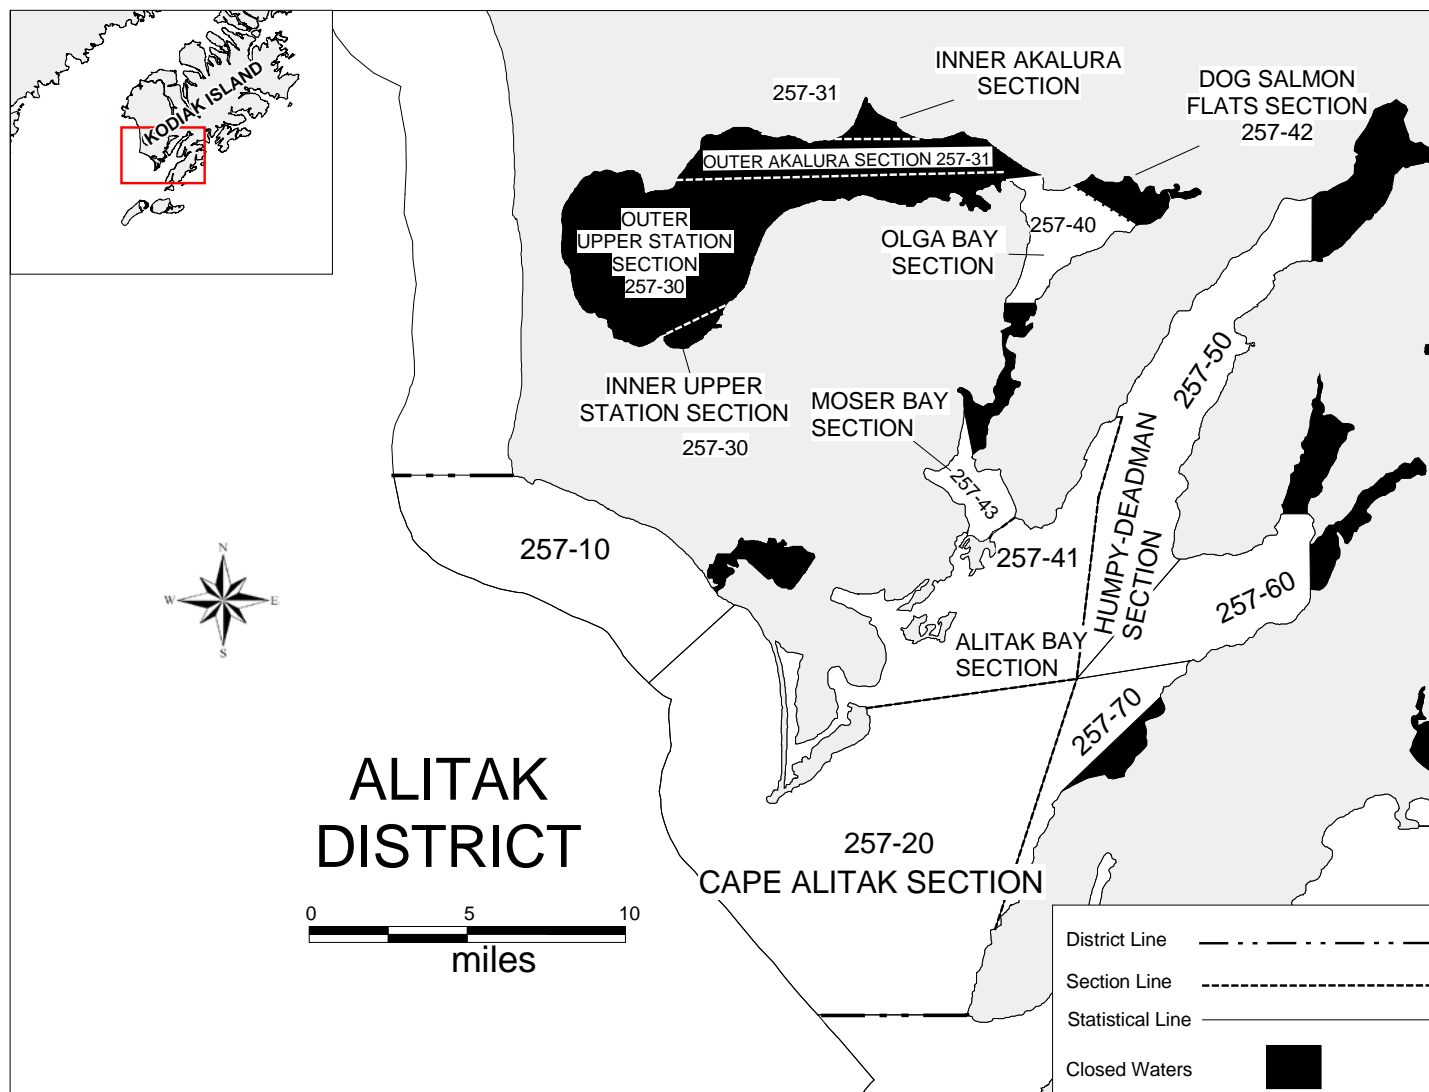 KODIAK ISLAND
257-31
INNER AKALURA
SECTION
DOG SALMON
FLATS SECTION
257-42
OUTER AKALURA SECTION 257-31
OUTER
UPPER STATION
SECTION
257-30
OLGA BAY
SECTION
257-40
INNER UPPER
STATION SECTION
257-30
MOSER BAY
SECTION
257-43
257-50
HUMPY-DEADMAN
SECTION
257-10
257-41
257-60
ALITAK BAY
SECTION
257-70
N
W
E
S
ALITAK
DISTRICT
0 5 10
miles
257-20
CAPE ALITAK SECTION
District Line
Section Line
Statistical Line
Closed Waters